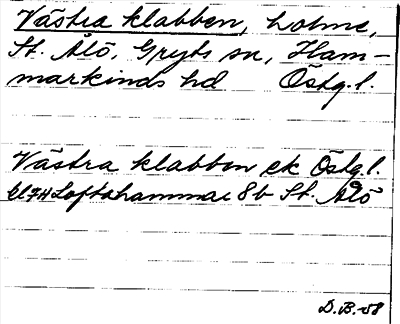 Västra klabben, holme,
St. Ålö, Gryts sn, Ham-
markinds hd Östg.l.
Västra klabben ek Östg.l.
Loftahammar 8b St. Ålö
D.B.-58